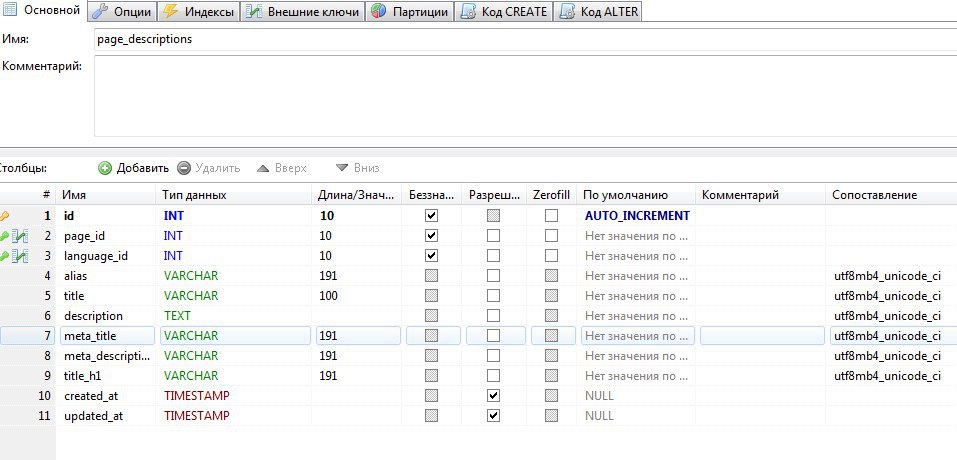 Основной Опции Индексы Внешние ключи Партиции Код CREATE Код ALTER
Имя: page_descriptions
Комментарий:
Столбцы: Добавить Удалить Вверх Вниз
# Имя Тип данных Длина/Знач... Беззна... Разреш... Zerofill По умолчанию Комментарий Сопоставление
1 id INT 10 AUTO_INCREMENT
2 page_id INT 10 Нет значения по ...
3 language_id INT 10 Нет значения по ...
4 alias VARCHAR 191 Нет значения по ... utf8mb4_unicode_ci
5 title VARCHAR 100 Нет значения по ... utf8mb4_unicode_ci
6 description TEXT Нет значения по ... utf8mb4_unicode_ci
7 meta_title VARCHAR 191 Нет значения по ... utf8mb4_unicode_ci
8 meta_descripti... VARCHAR 191 Нет значения по ... utf8mb4_unicode_ci
9 title_h1 VARCHAR 191 Нет значения по ... utf8mb4_unicode_ci
10 created_at TIMESTAMP NULL
11 updated_at TIMESTAMP NULL